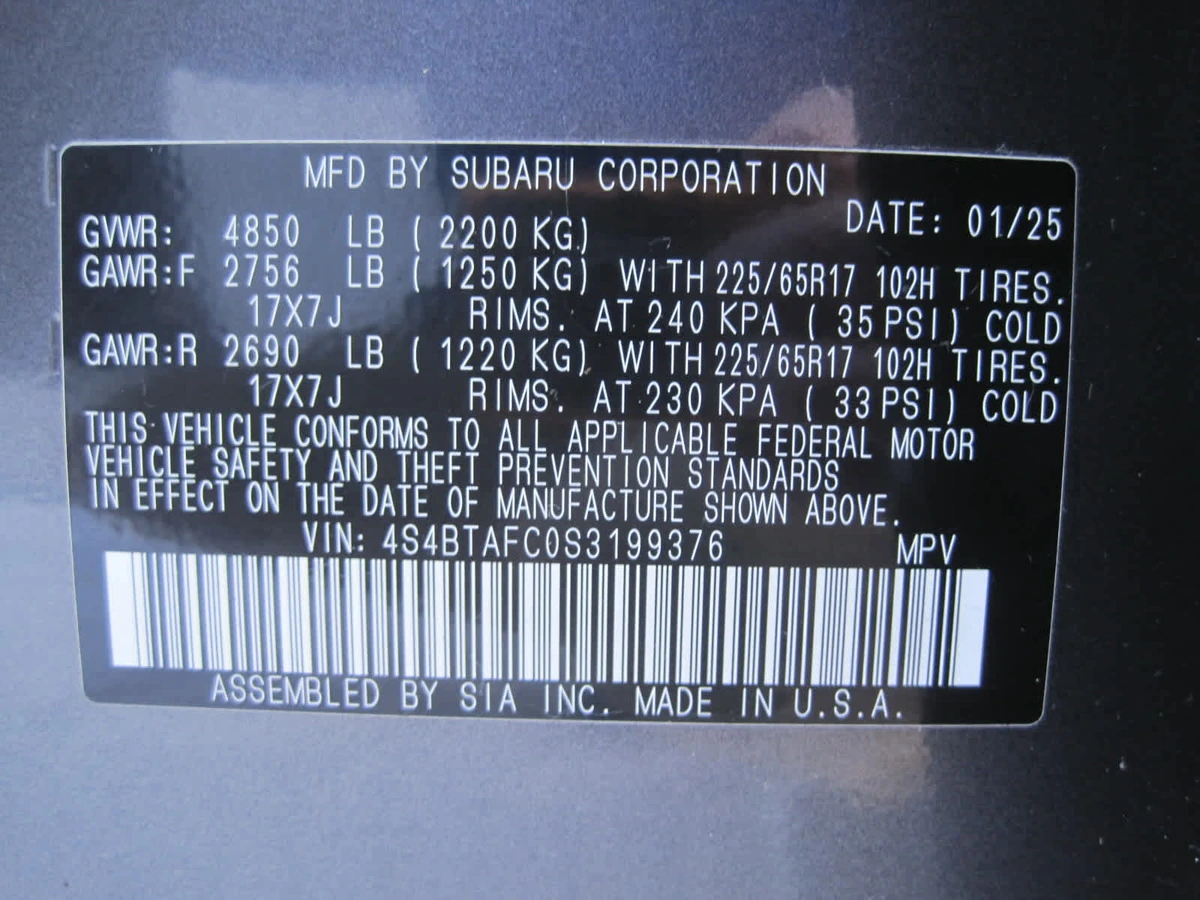 MFD BY SUBARU CORPORATION
GVWR: 4850 LB ( 2200 KG) DATE: 01/25
GAWR:F 2756 LB ( 1250 KG) WITH 225/65R17 102H TIRES.
17X7J RIMS. AT 240 KPA ( 35 PSI) COLD
GAWR:R 2690 LB ( 1220 KG) WITH 225/65R17 102H TIRES.
17X7J RIMS. AT 230 KPA ( 33 PSI) COLD
THIS VEHICLE CONFORMS TO ALL APPLICABLE FEDERAL MOTOR
VEHICLE SAFETY AND THEFT PREVENTION STANDARDS
IN EFFECT ON THE DATE OF MANUFACTURE SHOWN ABOVE.
VIN: 4S4BTAFC0S3199376 MPV
ASSEMBLED BY SIA INC. MADE IN U.S.A.